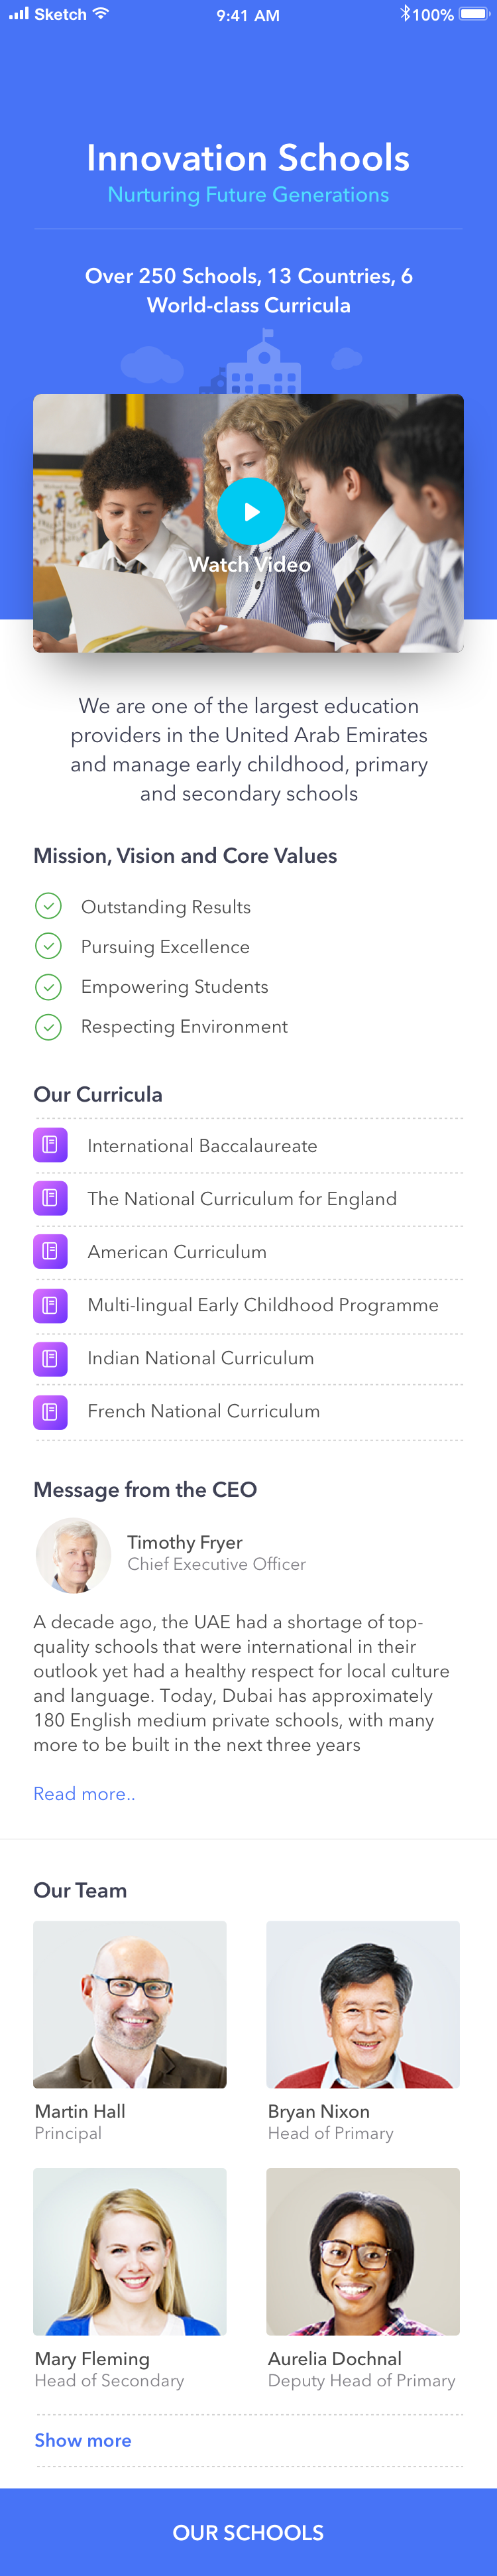 Sketch
9:41 AM
100%
Innovation Schools
Nurturing Future Generations
Over 250 Schools, 13 Countries, 6
World-class Curricula
Watch Video
We are one of the largest education
providers in the United Arab Emirates
and manage early childhood, primary
and secondary schools
Mission, Vision and Core Values
Outstanding Results
Pursuing Excellence
Empowering Students
Respecting Environment
Our Curricula
International Baccalaureate
The National Curriculum for England
American Curriculum
Multi-lingual Early Childhood Programme
Indian National Curriculum
French National Curriculum
Message from the CEO
Timothy Fryer
Chief Executive Officer
A decade ago, the UAE had a shortage of top-
quality schools that were international in their
outlook yet had a healthy respect for local culture
and language. Today, Dubai has approximately
180 English medium private schools, with many
more to be built in the next three years
Read more..
Our Team
Martin Hall
Principal
Bryan Nixon
Head of Primary
Mary Fleming
Head of Secondary
Aurelia Dochnal
Deputy Head of Primary
Show more
OUR SCHOOLS